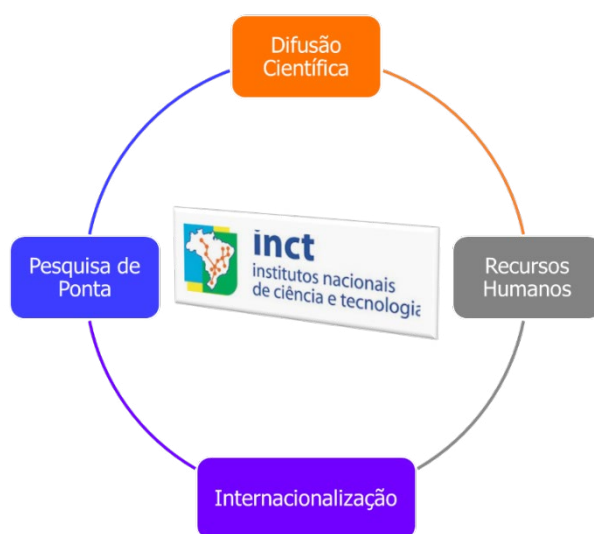 Difusão
Científica
Pesquisa de
Ponta
inct
institutos nacionais
de ciência e tecnologia
Recursos
Humanos
Internacionalização